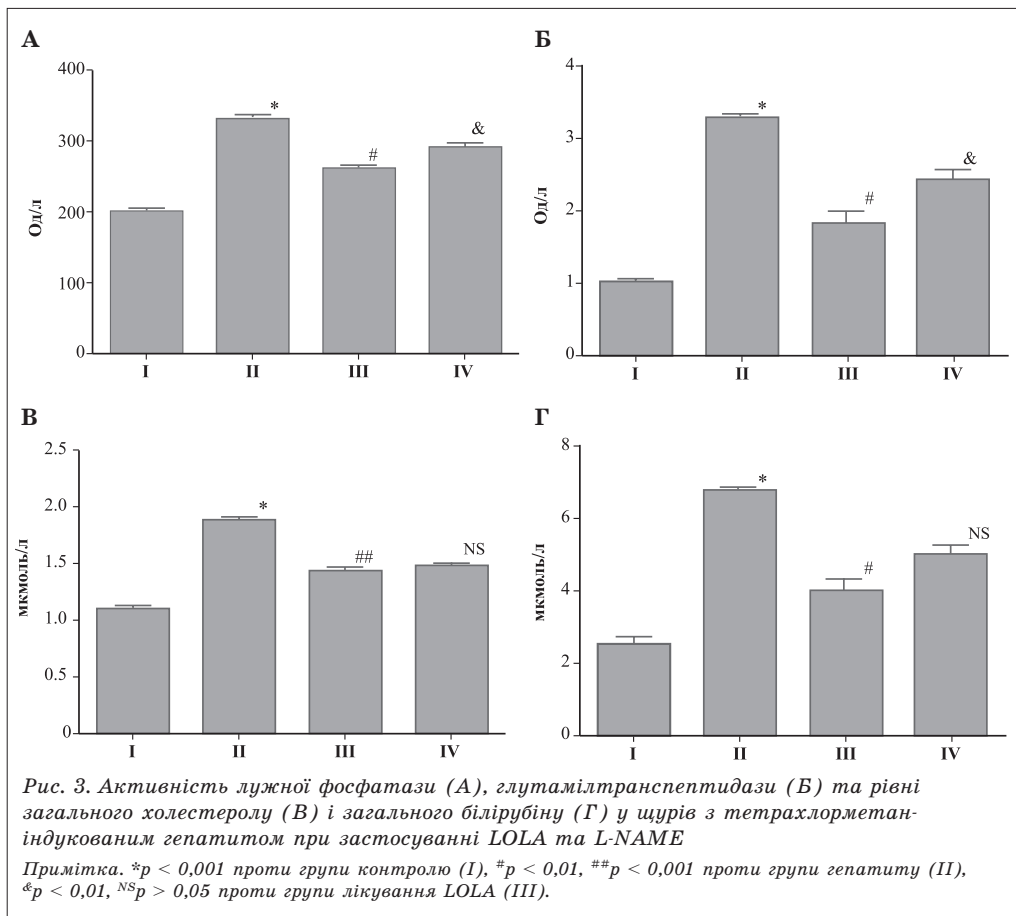 А
400
300
200
100
0
Од/л
*
#
&
I II III IV
Б
4
3
2
1
0
Од/л
*
#
&
I II III IV
В
2.5
2.0
1.5
1.0
0.5
0
мкмоль/л
*
##
NS
I II III IV
Г
8
6
4
2
0
мкмоль/л
*
#
NS
I II III IV
Рис. 3. Активність лужної фосфатази (А), глутамілтранспептидази (Б) та рівні
загального холестеролу (В) і загального білірубіну (Г) у щурів з тетрахлорметан-
індукованим гепатитом при застосуванні LOLA та L-NAME
Примітка. *p < 0,001 проти групи контролю (I), #p < 0,01, ##p < 0,001 проти групи гепатиту (II),
&p < 0,01, NSp > 0,05 проти групи лікування LOLA (III).